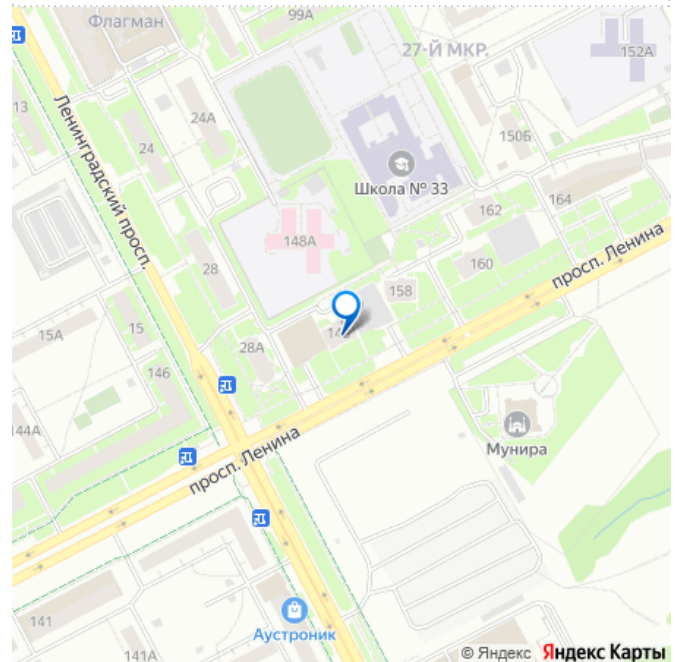 99А
Флагман
27-Й МКР.
152А
13
Ленинградский просп.
24А
24
150Б
Школа № 33
164
162
148А
просп. Ленина
28
160
158
15А
15
28А
146
144А
Мунира
просп. Ленина
141
Аустроник
141А
© Яндекс Яндекс Карты